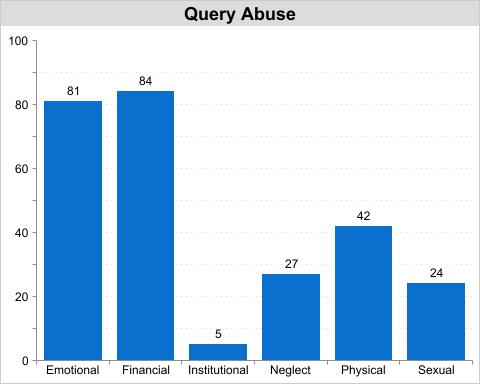 Query Abuse
100
80
60
40
20
0
81
84
5
27
42
24
Emotional
Financial
Institutional
Neglect
Physical
Sexual